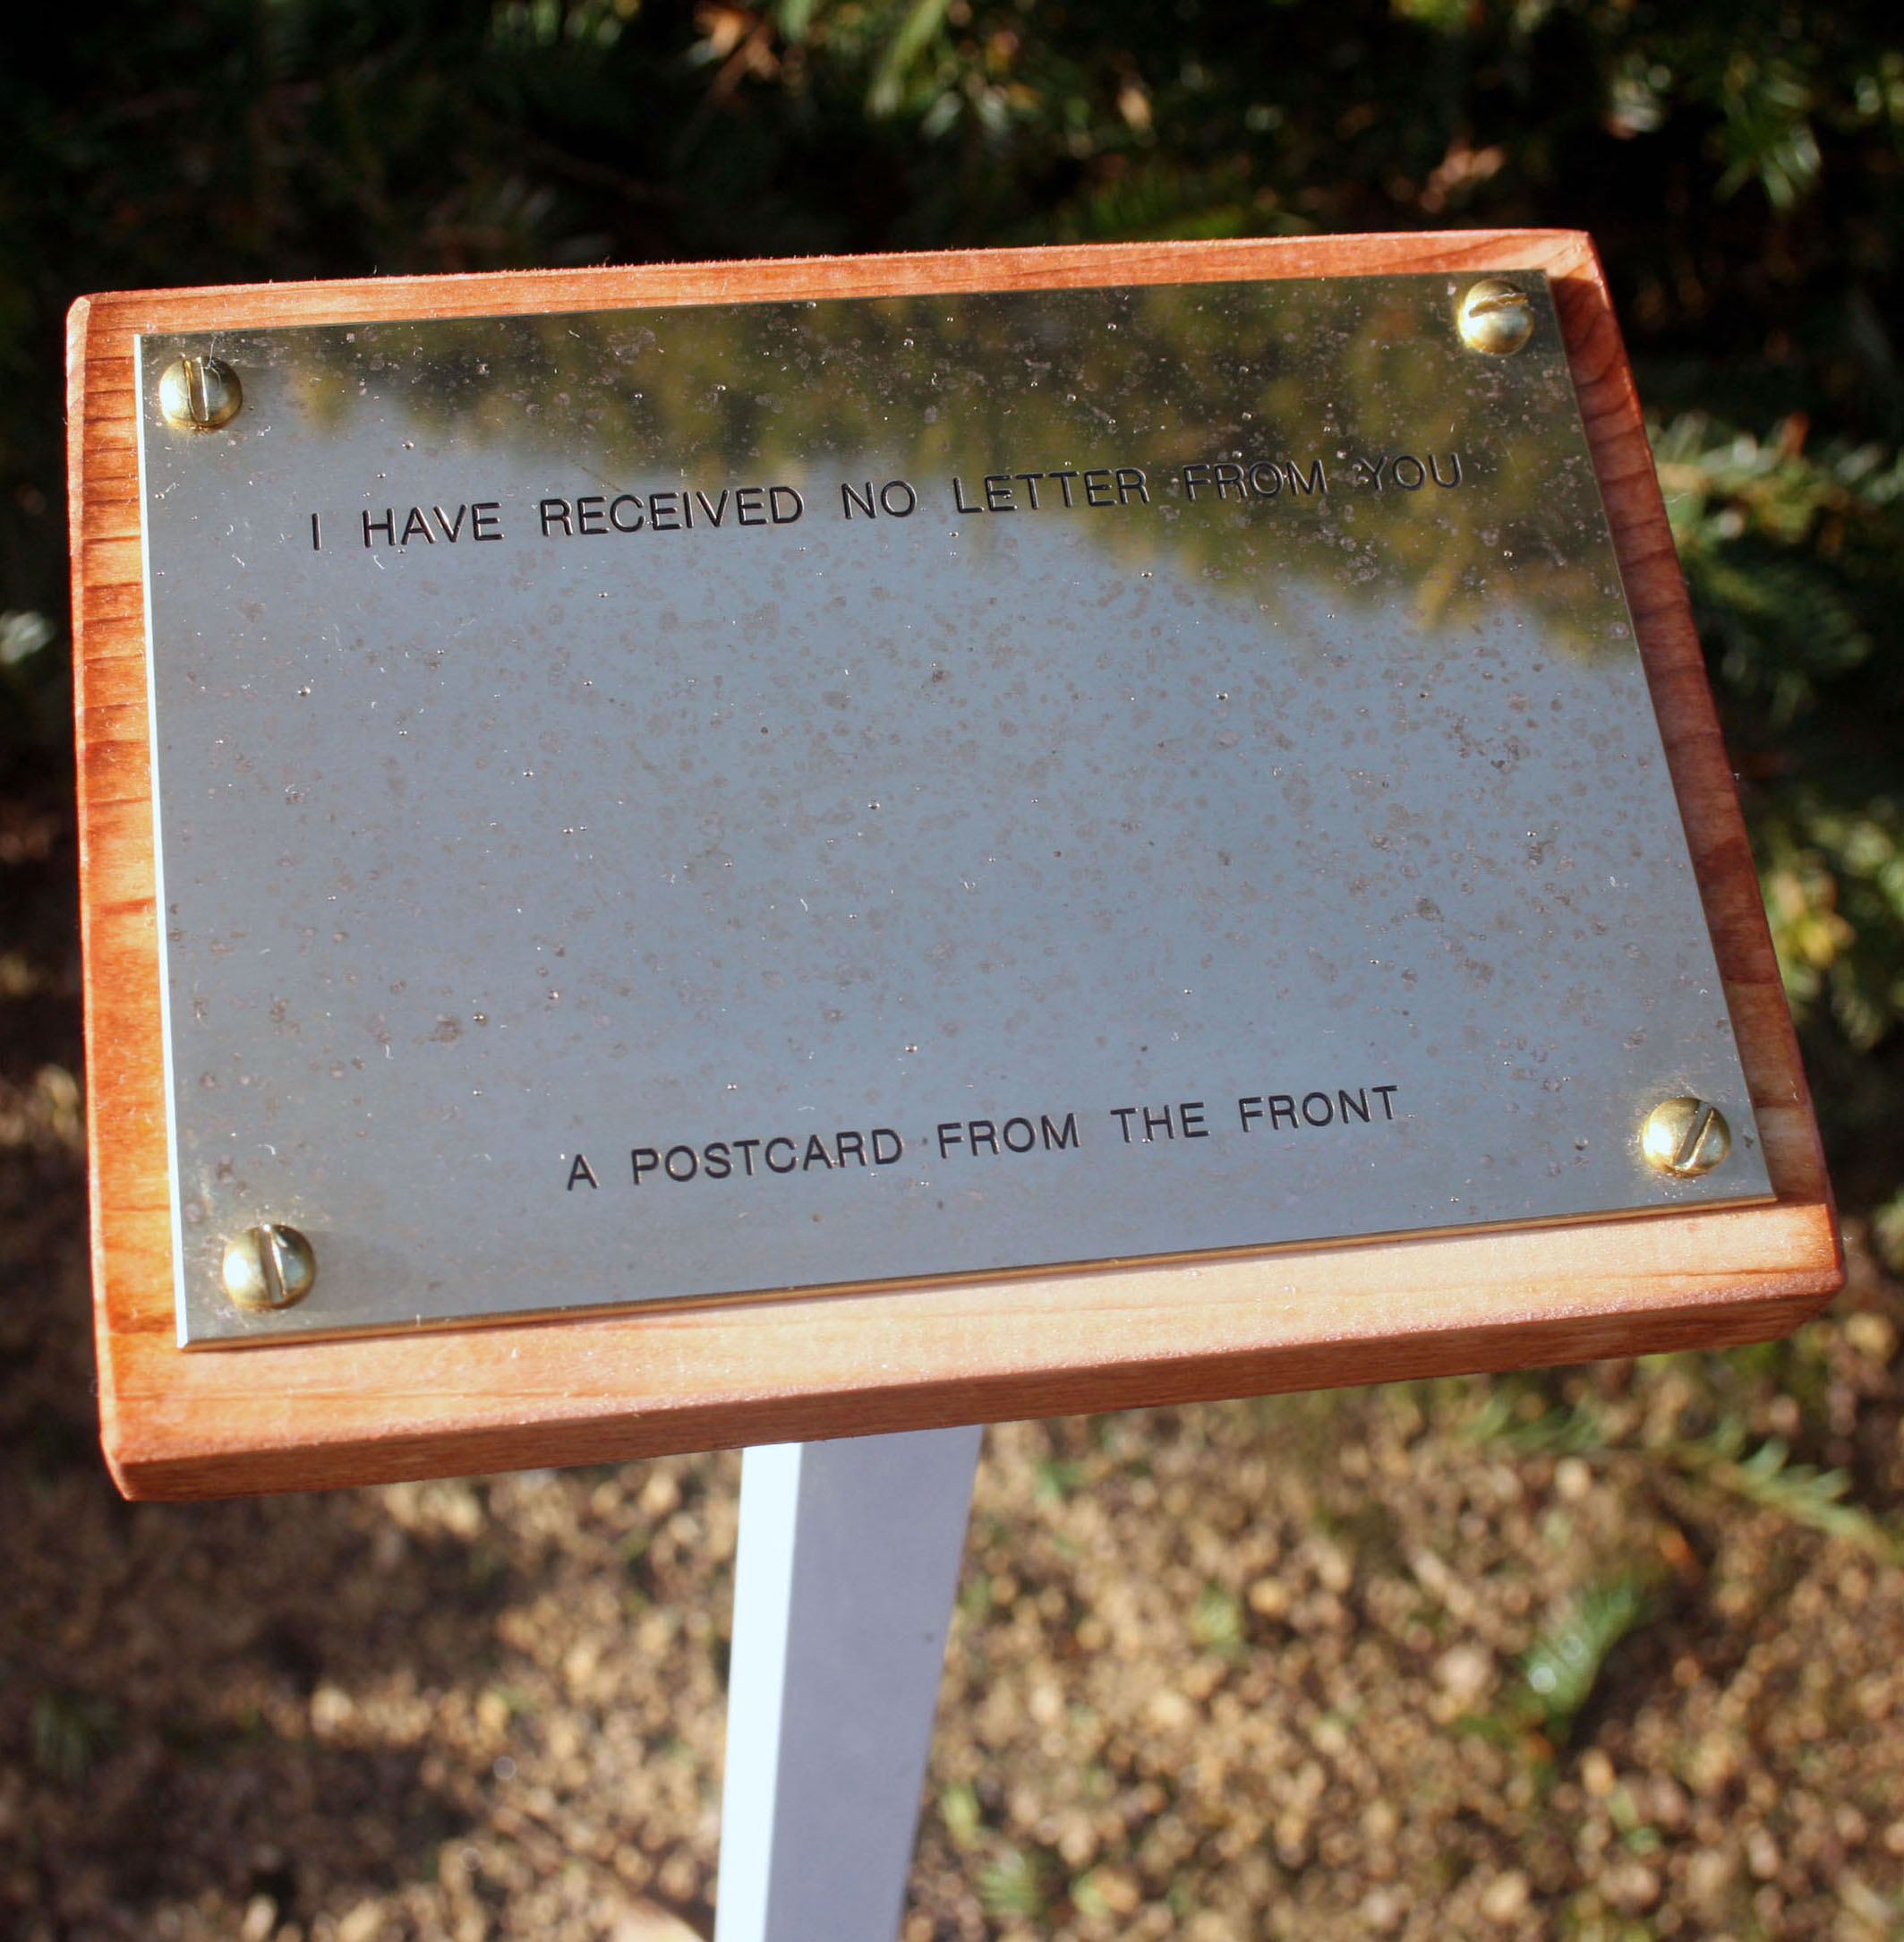 I HAVE RECEIVED NO LETTER FROM YOU
A POSTCARD FROM THE FRONT